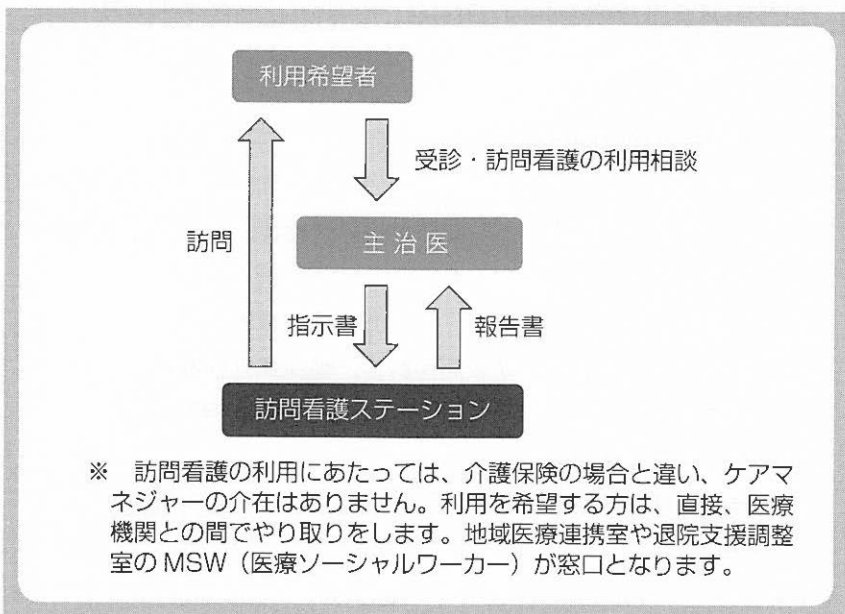 利用希望者
受診・訪問看護の利用相談
訪問
主治医
指示書
報告書
訪問看護ステーション
※　訪問看護の利用にあたっては、介護保険の場合と違い、ケアマ
ネジャーの介在はありません。利用を希望する方は、直接、医療
機関との間でやり取りをします。地域医療連携室や退院支援調整
室の MSW（医療ソーシャルワーカー）が窓口となります。